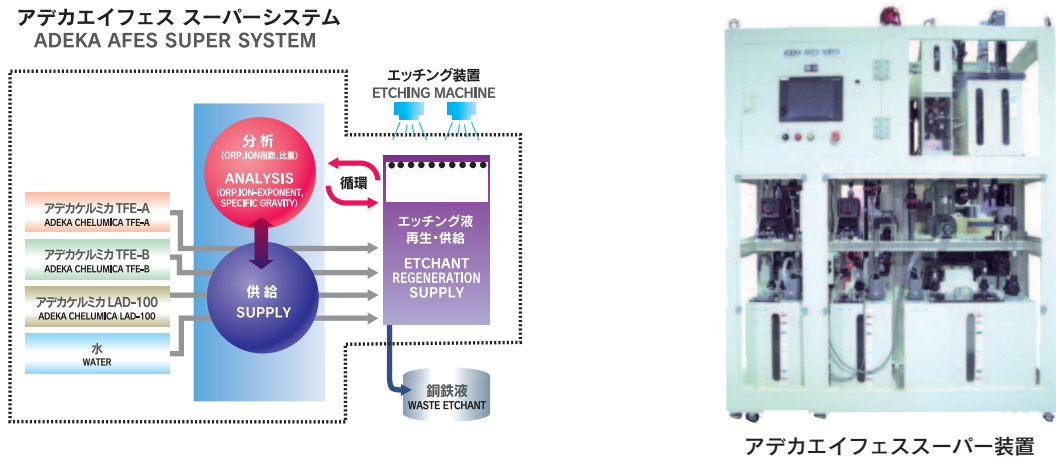 アデカエイフェス スーパーシステム
ADEKA AFES SUPER SYSTEM
エッチング装置
ETCHING MACHINE
分析
(ORP、ION指数、比重)
ANALYSIS
(ORP, ION-EXPONENT,
SPECIFIC GRAVITY)
循環
アデカケルミカ TFE-A
ADEKA CHELUMICA TFE-A
アデカケルミカ TFE-B
ADEKA CHELUMICA TFE-B
アデカケルミカ LAD-100
ADEKA CHELUMICA LAD-100
水
WATER
供給
SUPPLY
エッチング液
再生・供給
ETCHANT
REGENERATION
SUPPLY
銅鉄液
WASTE ETCHANT
ADEKA AFES SUPER
アデカエイフェススーパー装置